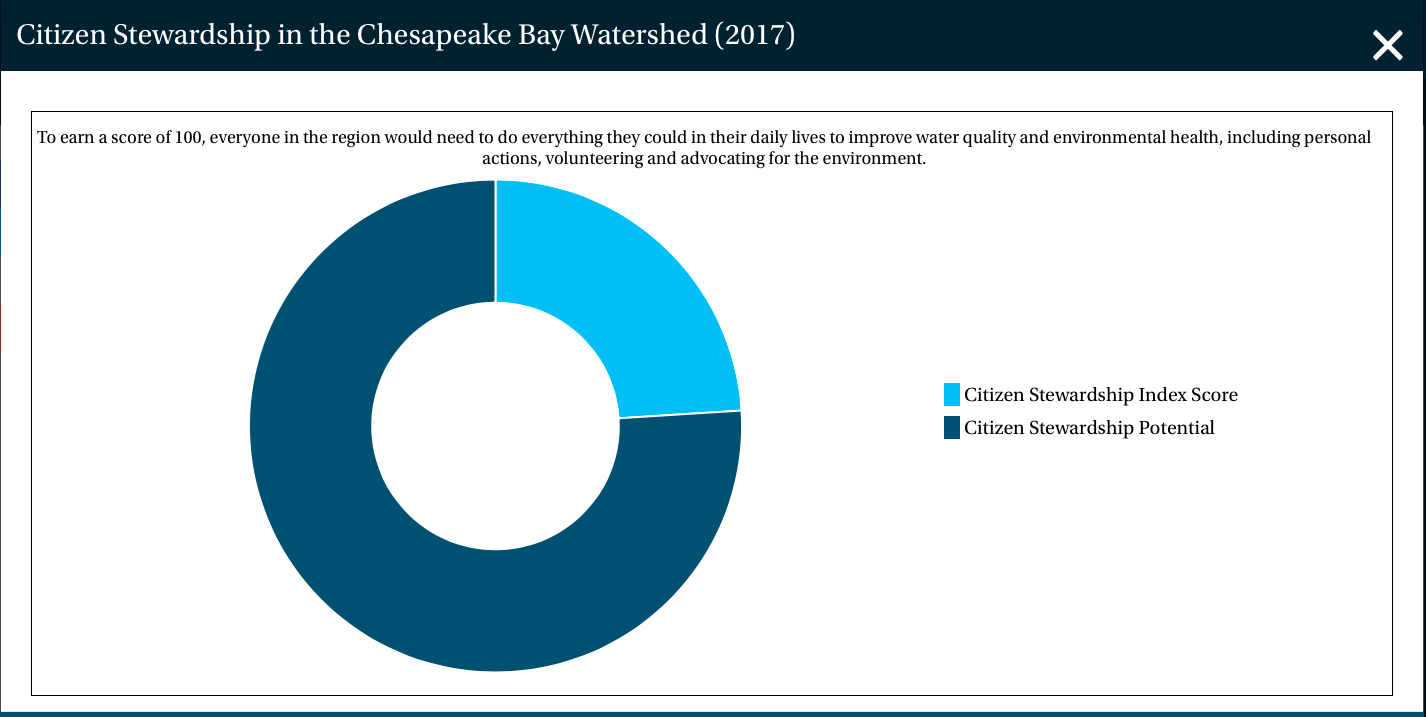 Citizen Stewardship in the Chesapeake Bay Watershed (2017)
To earn a score of 100, everyone in the region would need to do everything they could in their daily lives to improve water quality and environmental health, including personal
actions, volunteering and advocating for the environment.
Citizen Stewardship Index Score
Citizen Stewardship Potential